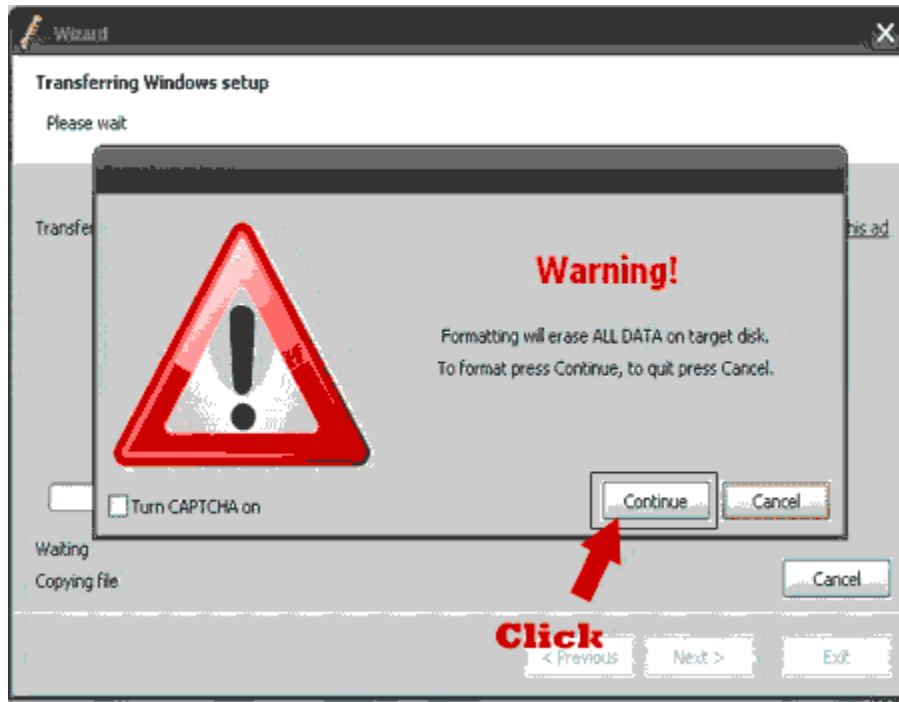 Wizard
Transferring Windows setup
Please wait
Transfe
his ad
Warning!
Formatting will erase ALL DATA on target disk.
To format press Continue, to quit press Cancel.
Turn CAPTCHA on
Continue
Cancel
Waiting
Copying file
Cancel
Click
< Previous
Next >
Exit